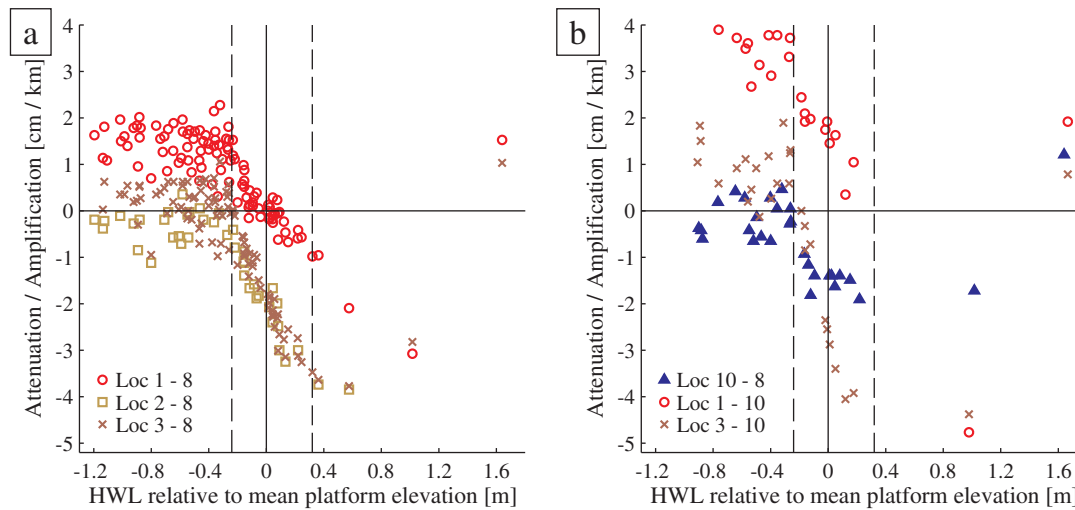 a
4
3
2
1
0
-1
-2
-3
-4
-5
Attenuation / Amplification [cm / km]
Loc 1 - 8
Loc 2 - 8
Loc 3 - 8
-1.2 -0.8 -0.4 0 0.4 0.8 1.2 1.6
HWL relative to mean platform elevation [m]
b
4
3
2
1
0
-1
-2
-3
-4
-5
Attenuation / Amplification [cm / km]
Loc 10 - 8
Loc 1 - 10
Loc 3 - 10
-1.2 -0.8 -0.4 0 0.4 0.8 1.2 1.6
HWL relative to mean platform elevation [m]